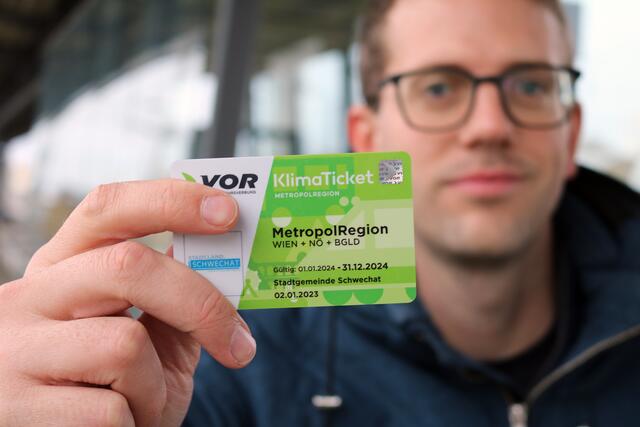 VOR
KlimaTicket
METROPOLREGION
MetropolRegion
WIEN + NÖ + BGLD
STADTLAND
SCHWECHAT
Gültig: 01.01.2024 - 31.12.2024
Stadtgemeinde Schwechat
02.01.2023